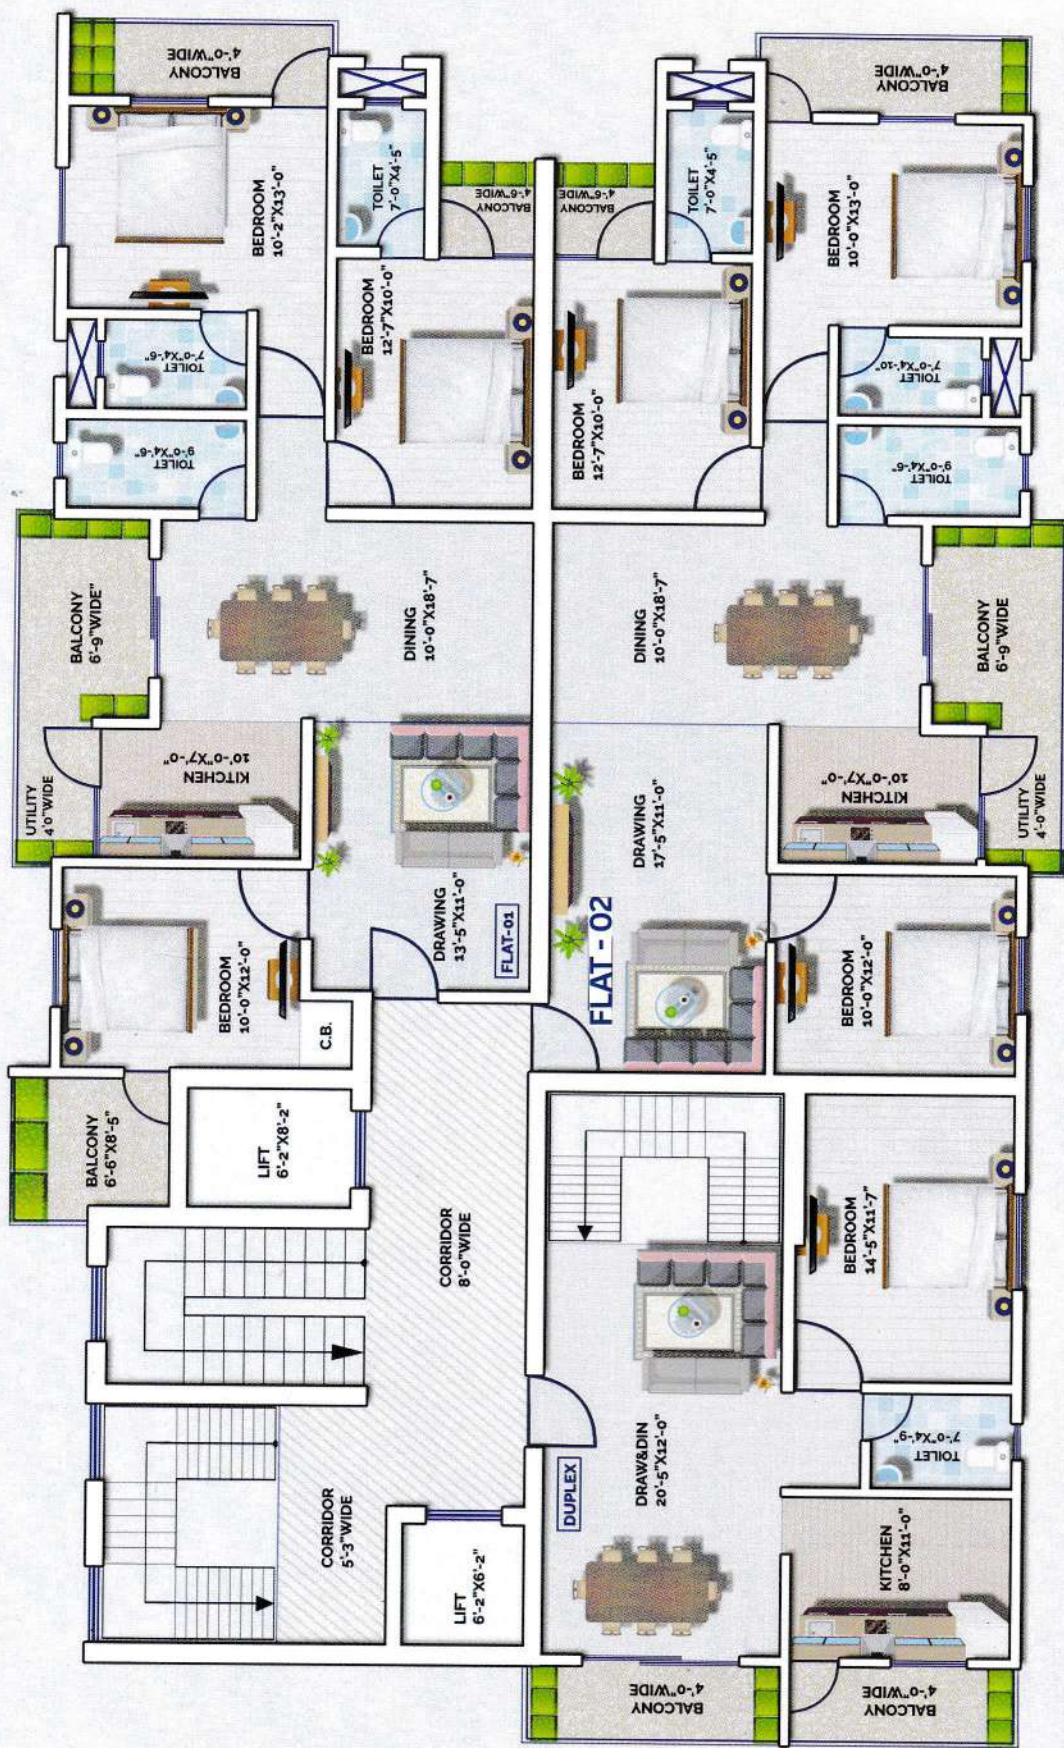 BALCONY
4'-0"WIDE
BEDROOM
10'-2"X13'-0"
TOILET
7'-0"X4'-5"
BALCONY
4'-6"WIDE
BALCONY
4'-6"WIDE
TOILET
7'-0"X4'-5"
BALCONY
4'-0"WIDE
BEDROOM
10'-0"X13'-0"
TOILET
7'-0"X4'-6"
TOILET
9'-0"X4'-6"
BEDROOM
12'-7"X10'-0"
BEDROOM
12'-7"X10'-0"
TOILET
7'-0"X4'-10"
TOILET
9'-0"X4'-6"
BALCONY
6'-9"WIDE"
DINING
10'-0"X18'-7"
DINING
10'-0"X18'-7"
BALCONY
6'-9"WIDE
UTILITY
4'0"WIDE
KITCHEN
10'-0"X7'-0"
DRAWING
13'-5"X11'-0"
FLAT-01
DRAWING
17'-5"X11'-0"
FLAT - 02
KITCHEN
10'-0"X7'-0"
UTILITY
4'-0"WIDE
BEDROOM
10'-0"X12'-0"
C.B.
BEDROOM
10'-0"X12'-0"
BALCONY
6'-6"X8'-5"
LIFT
6'-2"X8'-2"
CORRIDOR
8'-0"WIDE
BEDROOM
14'-5"X11'-7"
CORRIDOR
5'-3"WIDE
LIFT
6'-2"X6'-2"
DUPLEX
DRAW&DIN
20'-5"X12'-0"
TOILET
7'-0"X4'-9"
KITCHEN
8'-0"X11'-0"
BALCONY
4'-0"WIDE
BALCONY
4'-0"WIDE